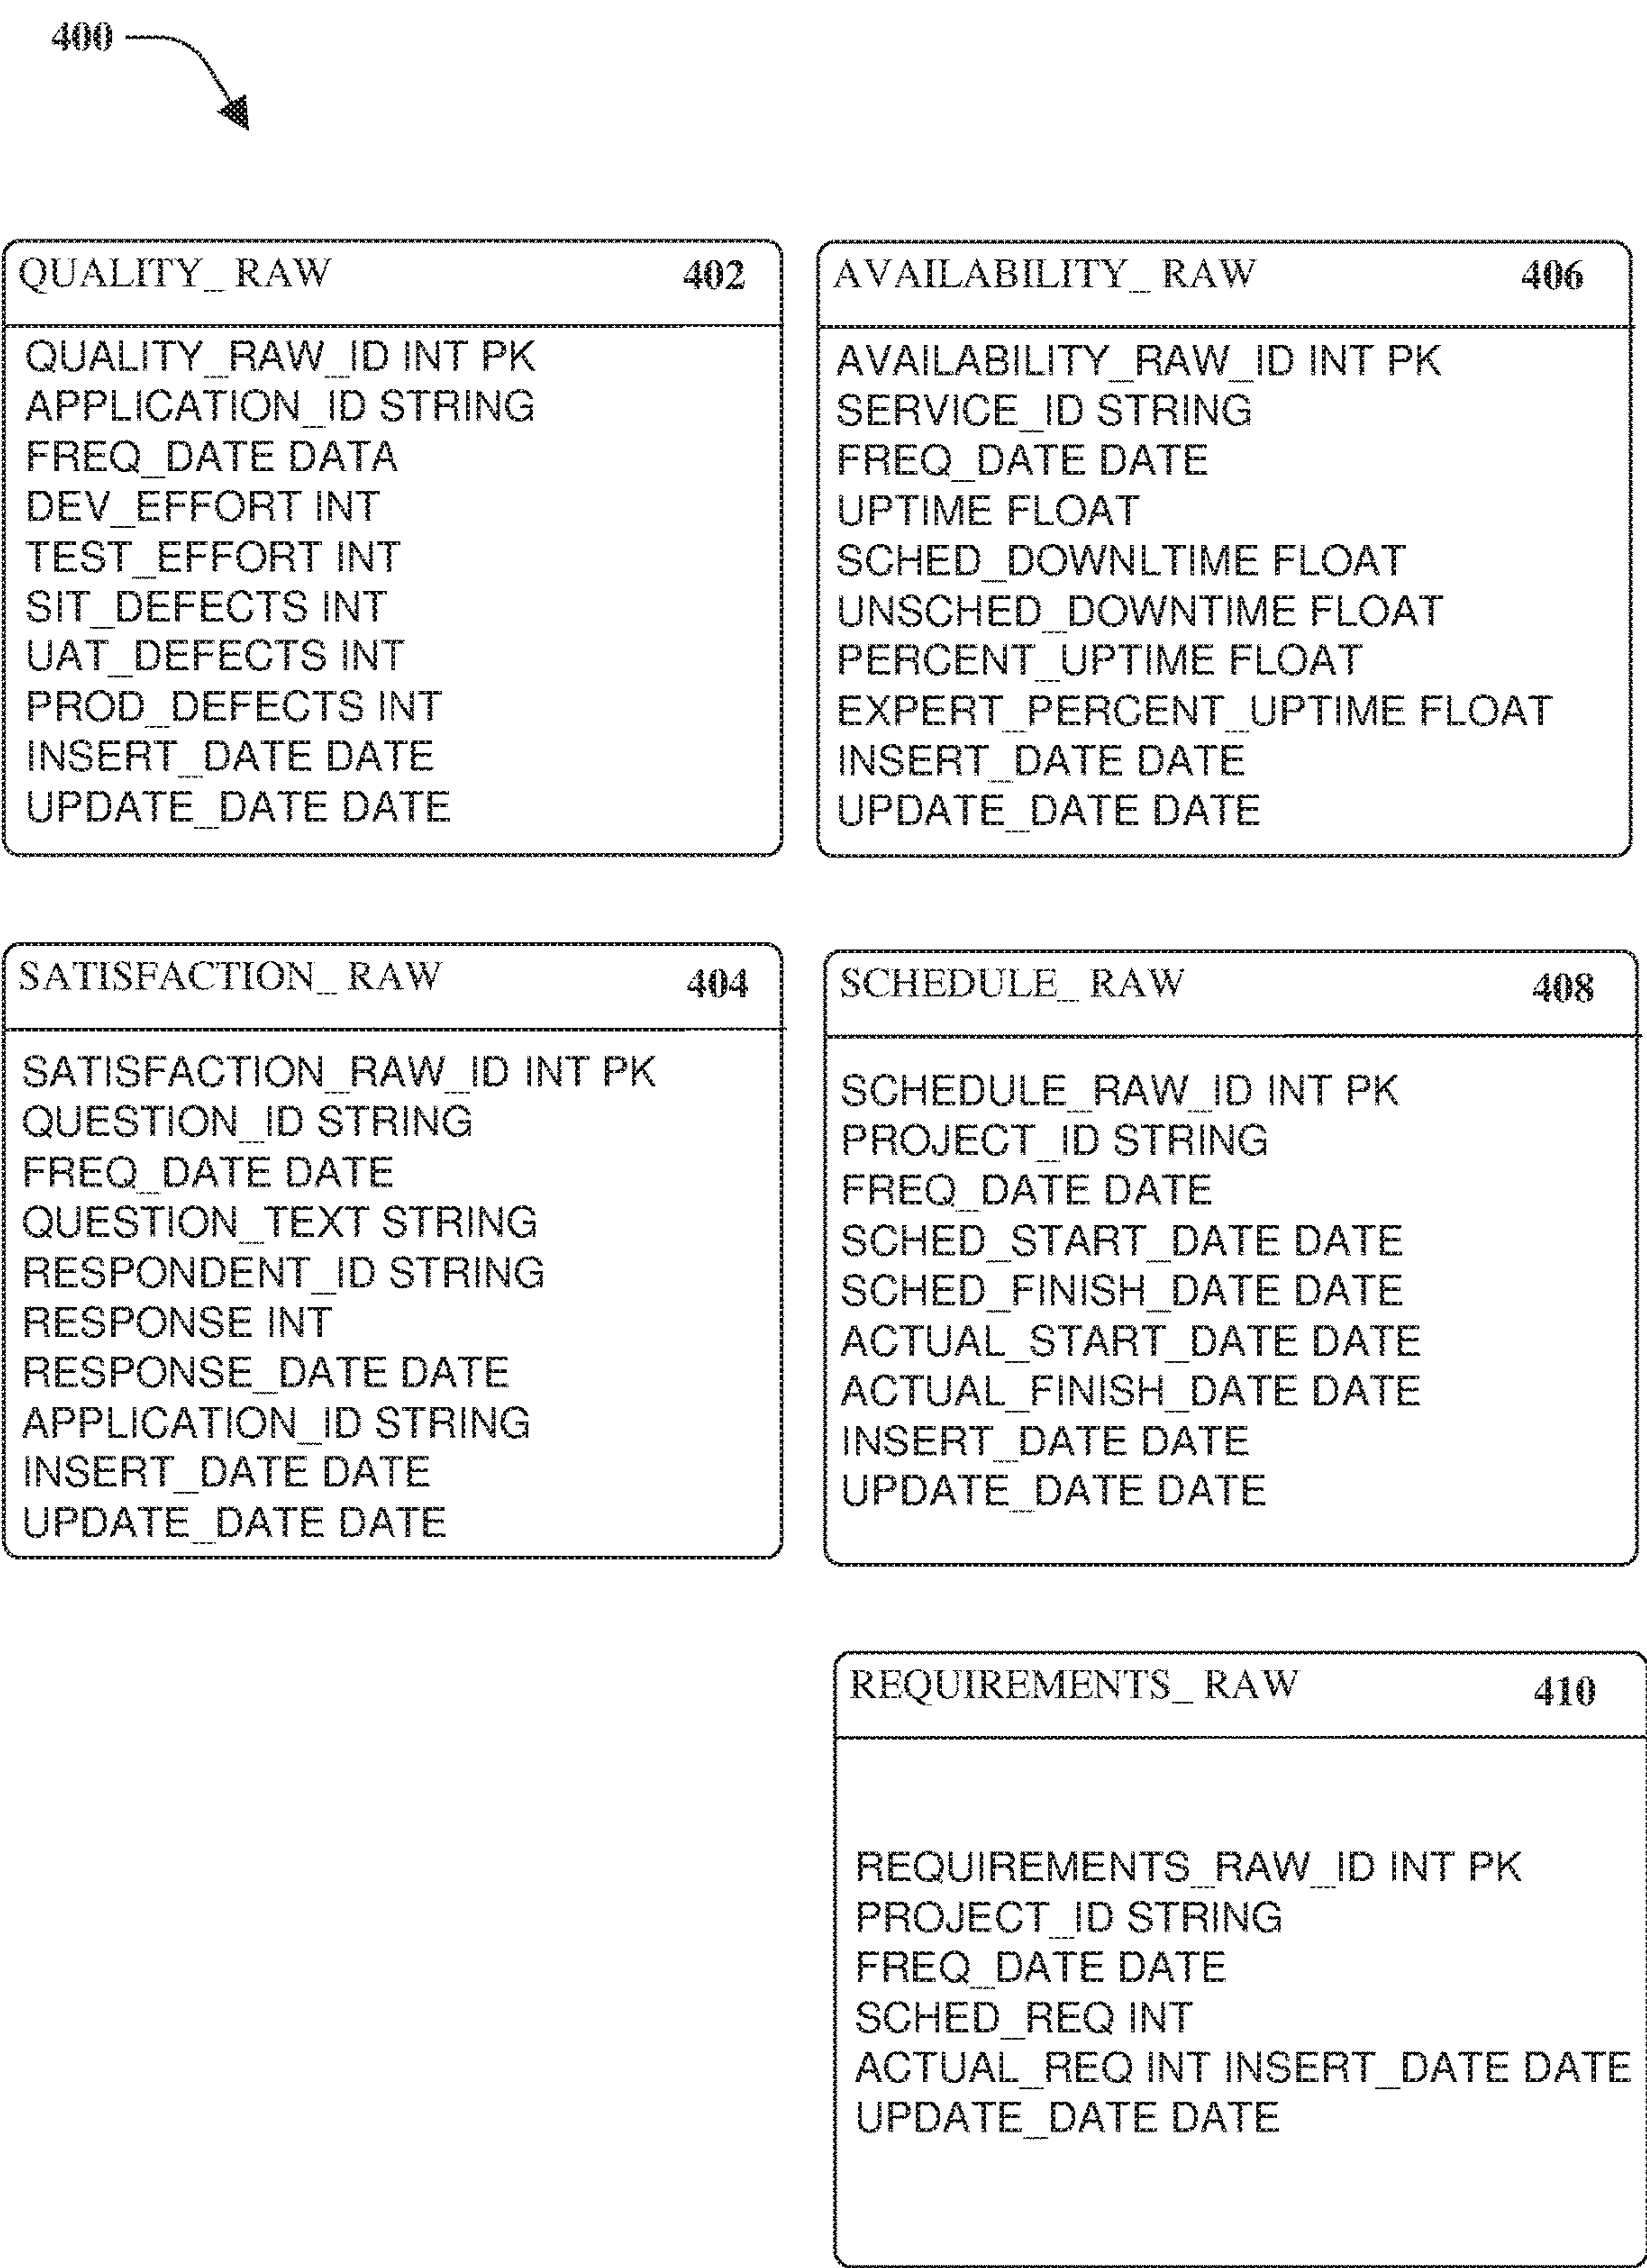 400
QUALITY_ RAW 402
QUALITY_RAW_ID INT PK
APPLICATION_ID STRING
FREQ_DATE DATA
DEV_EFFORT INT
TEST_EFFORT INT
SIT_DEFECTS INT
UAT_DEFECTS INT
PROD_DEFECTS INT
INSERT_DATE DATE
UPDATE_DATE DATE
AVAILABILITY_ RAW 406
AVAILABILITY_RAW_ID INT PK
SERVICE_ID STRING
FREQ_DATE DATE
UPTIME FLOAT
SCHED_DOWNLTIME FLOAT
UNSCHED_DOWNTIME FLOAT
PERCENT_UPTIME FLOAT
EXPERT_PERCENT_UPTIME FLOAT
INSERT_DATE DATE
UPDATE_DATE DATE
SATISFACTION_ RAW 404
SATISFACTION_RAW_ID INT PK
QUESTION_ID STRING
FREQ_DATE DATE
QUESTION_TEXT STRING
RESPONDENT_ID STRING
RESPONSE INT
RESPONSE_DATE DATE
APPLICATION_ID STRING
INSERT_DATE DATE
UPDATE_DATE DATE
SCHEDULE_ RAW 408
SCHEDULE_RAW_ID INT PK
PROJECT_ID STRING
FREQ_DATE DATE
SCHED_START_DATE DATE
SCHED_FINISH_DATE DATE
ACTUAL_START_DATE DATE
ACTUAL_FINISH_DATE DATE
INSERT_DATE DATE
UPDATE_DATE DATE
REQUIREMENTS_ RAW 410
REQUIREMENTS_RAW_ID INT PK
PROJECT_ID STRING
FREQ_DATE DATE
SCHED_REQ INT
ACTUAL_REQ INT INSERT_DATE DATE
UPDATE_DATE DATE